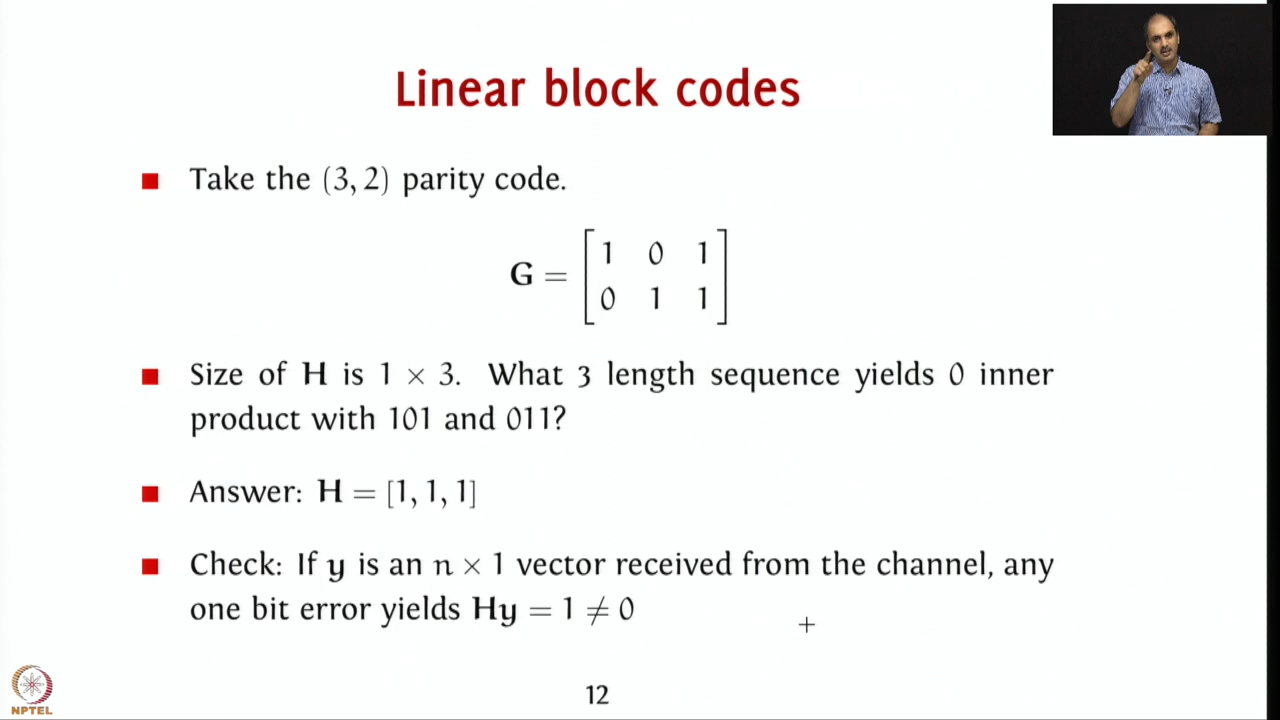 Linear block codes
■ Take the (3, 2) parity code.
G = [1 0 1
0 1 1]
■ Size of H is 1 × 3. What 3 length sequence yields 0 inner
product with 101 and 011?
■ Answer: H = [1, 1, 1]
■ Check: If y is an n × 1 vector received from the channel, any
one bit error yields Hy = 1 ≠ 0
12
NPTEL